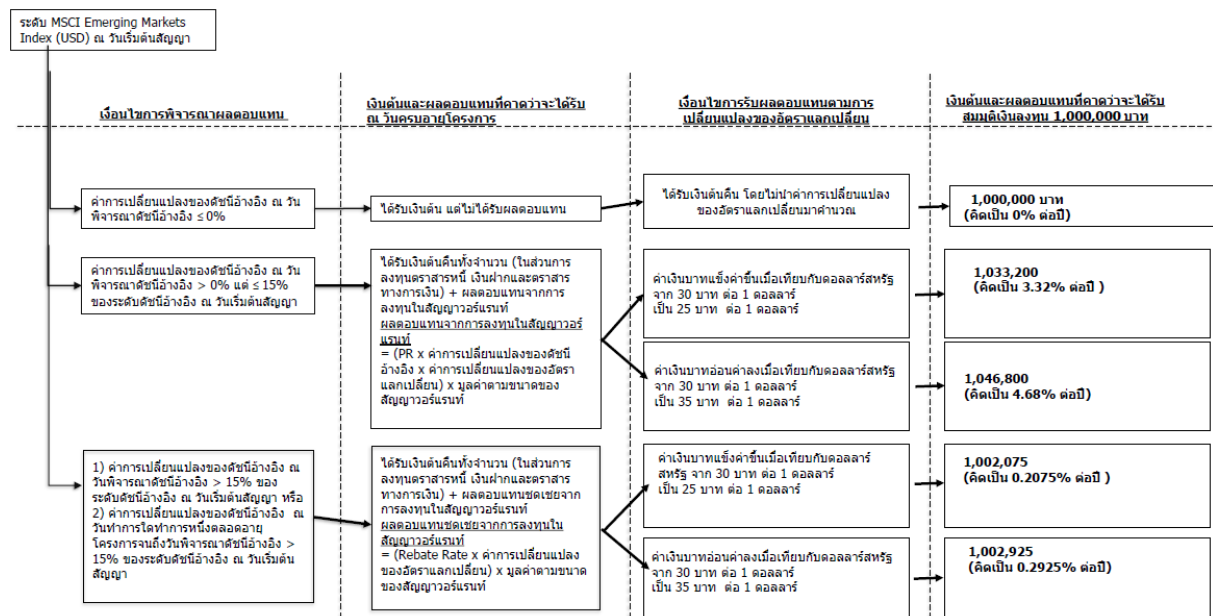 ระดับ MSCI Emerging Markets
Index (USD) ณ วันเริ่มต้นสัญญา
เงื่อนไขการพิจารณาผลตอบแทน
เงินต้นและผลตอบแทนที่คาดว่าจะได้รับ
ณ วันครบอายุโครงการ
เงื่อนไขการรับผลตอบแทนตามการ
เปลี่ยนแปลงของอัตราแลกเปลี่ยน
เงินต้นและผลตอบแทนที่คาดว่าจะได้รับ
สมมุติเงินลงทุน 1,000,000 บาท
ค่าการเปลี่ยนแปลงของดัชนีอ้างอิง ณ วัน
พิจารณาดัชนีอ้างอิง ≤ 0%
ได้รับเงินต้น แต่ไม่ได้รับผลตอบแทน
ได้รับเงินต้นคืน โดยไม่นำค่าการเปลี่ยนแปลง
ของอัตราแลกเปลี่ยนมาคำนวณ
1,000,000 บาท
(คิดเป็น 0% ต่อปี)
ค่าการเปลี่ยนแปลงของดัชนีอ้างอิง ณ วัน
พิจารณาดัชนีอ้างอิง > 0% แต่ ≤ 15%
ของระดับดัชนีอ้างอิง ณ วันเริ่มต้นสัญญา
ได้รับเงินต้นคืนทั้งจำนวน (ในส่วนการ
ลงทุนตราสารหนี้ เงินฝากและตราสาร
ทางการเงิน) + ผลตอบแทนจากการ
ลงทุนในสัญญาวอร์แรนท์
ผลตอบแทนจากการลงทุนในสัญญาวอร์
แรนท์
= (PR x ค่าการเปลี่ยนแปลงของดัชนี
อ้างอิง x ค่าการเปลี่ยนแปลงของอัตรา
แลกเปลี่ยน) x มูลค่าตามขนาดของ
สัญญาวอร์แรนท์
ค่าเงินบาทแข็งค่าขึ้นเมื่อเทียบกับดอลลาร์สหรัฐ
จาก 30 บาท ต่อ 1 ดอลลาร์
เป็น 25 บาท ต่อ 1 ดอลลาร์
1,033,200
(คิดเป็น 3.32% ต่อปี )
ค่าเงินบาทอ่อนค่าลงเมื่อเทียบกับดอลลาร์สหรัฐ
จาก 30 บาท ต่อ 1 ดอลลาร์
เป็น 35 บาท ต่อ 1 ดอลลาร์
1,046,800
(คิดเป็น 4.68% ต่อปี)
1) ค่าการเปลี่ยนแปลงของดัชนีอ้างอิง ณ
วันพิจารณาดัชนีอ้างอิง > 15% ของ
ระดับดัชนีอ้างอิง ณ วันเริ่มต้นสัญญา หรือ
2) ค่าการเปลี่ยนแปลงของดัชนีอ้างอิง ณ
วันทำการใดทำการหนึ่งตลอดอายุ
โครงการจนถึงวันพิจารณาดัชนีอ้างอิง >
15% ของระดับดัชนีอ้างอิง ณ วันเริ่มต้น
สัญญา
ได้รับเงินต้นคืนทั้งจำนวน (ในส่วนการ
ลงทุนตราสารหนี้ เงินฝากและตราสาร
ทางการเงิน) + ผลตอบแทนชดเชยจาก
การลงทุนในสัญญาวอร์แรนท์
ผลตอบแทนชดเชยจากการลงทุนใน
สัญญาวอร์แรนท์
= (Rebate Rate x ค่าการเปลี่ยนแปลง
ของอัตราแลกเปลี่ยน) x มูลค่าตามขนาด
ของสัญญาวอร์แรนท์
ค่าเงินบาทแข็งค่าขึ้นเมื่อเทียบกับดอลลาร์
สหรัฐ จาก 30 บาท ต่อ 1 ดอลลาร์
เป็น 25 บาท ต่อ 1 ดอลลาร์
1,002,075
(คิดเป็น 0.2075% ต่อปี )
ค่าเงินบาทอ่อนค่าลงเมื่อเทียบกับดอลลาร์สหรัฐ
จาก 30 บาท ต่อ 1 ดอลลาร์
เป็น 35 บาท ต่อ 1 ดอลลาร์
1,002,925
(คิดเป็น 0.2925% ต่อปี)